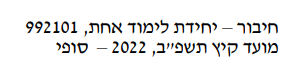 חיבור – יחידת לימוד אחת, 992101
מועד קיץ תשפ״ב, 2022 – סופי